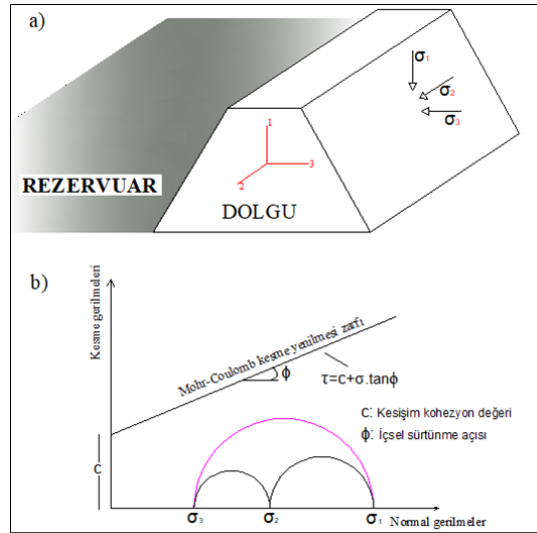 a)
σ1
σ2
σ3
1
2
3
REZERVUAR
DOLGU
b)
Kesme gerilmeleri
Mohr-Coulomb kesme yenilmesi zarfı
ϕ
τ=c+σ.tanϕ
C: Kesişim kohezyon değeri
ϕ: İçsel sürtünme açısı
C
σ3
σ2
σ1
Normal gerilmeler